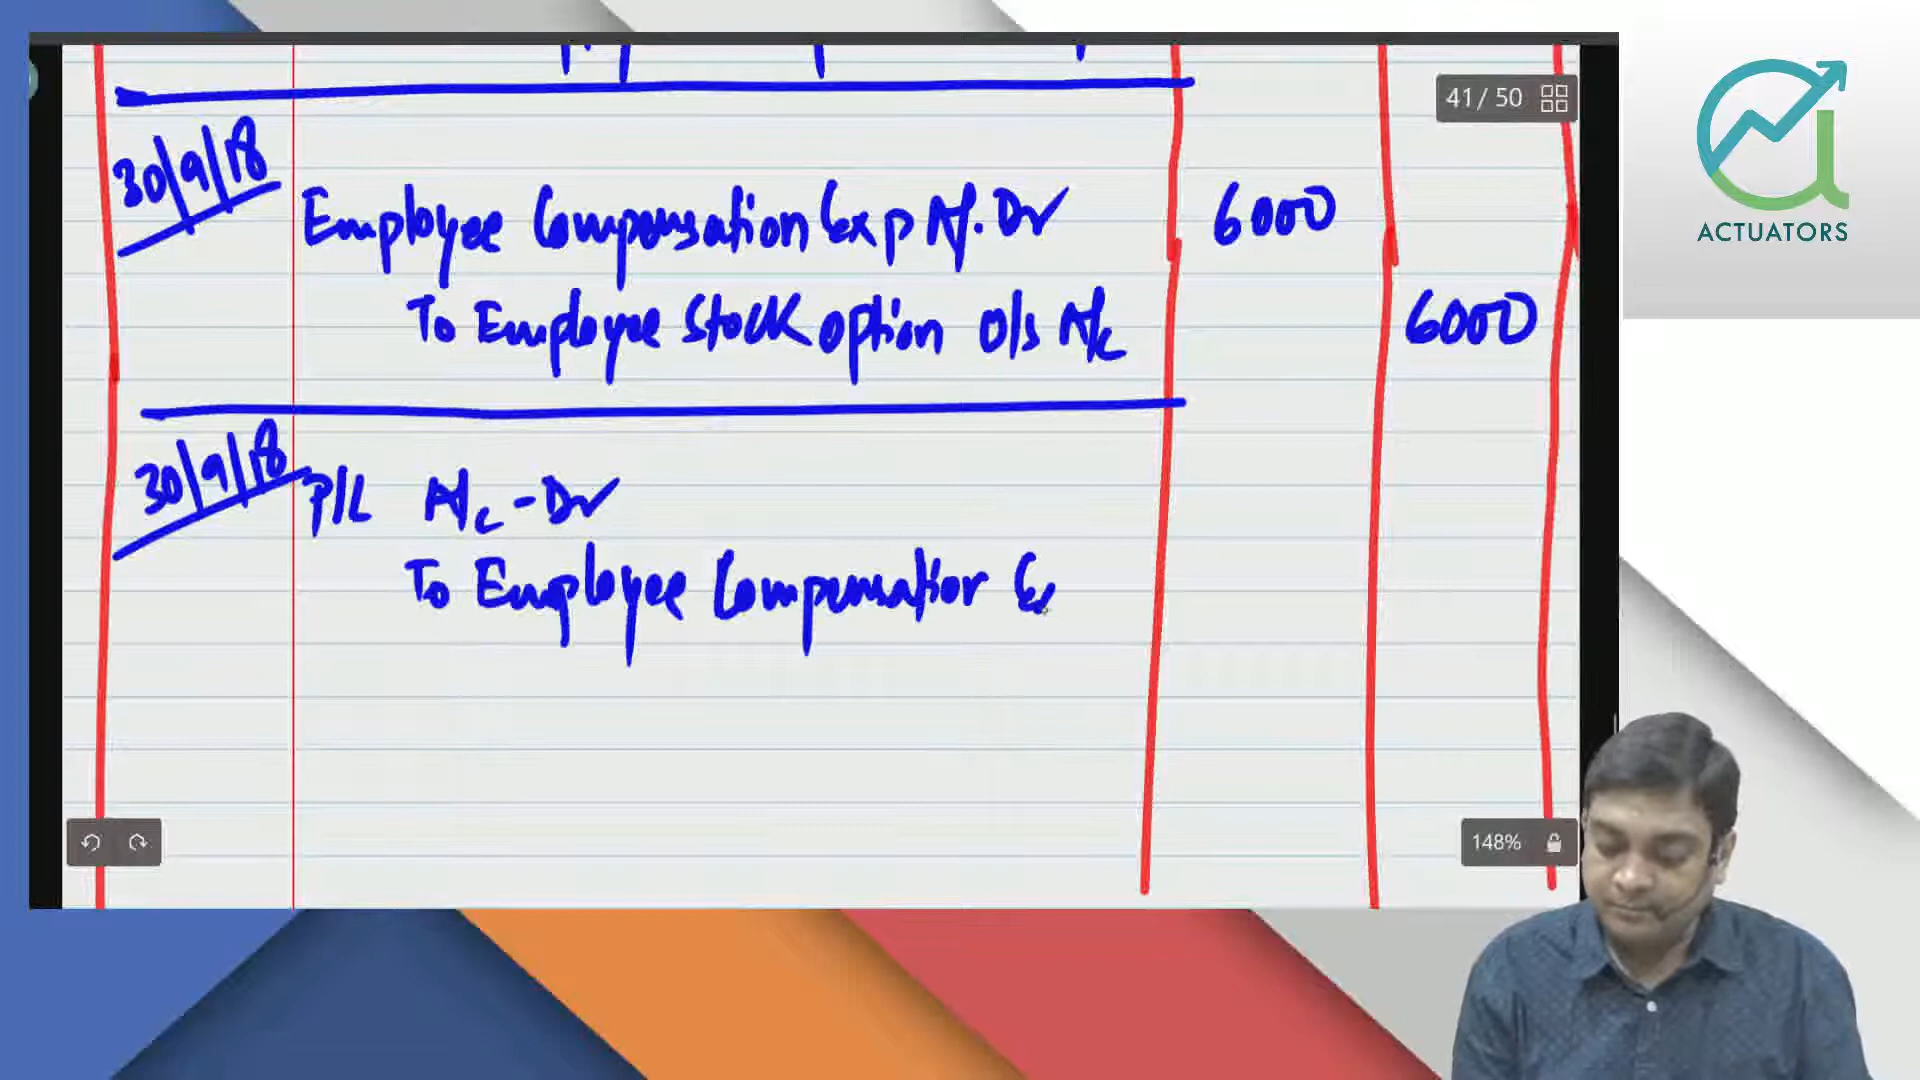 41 / 50
ACTUATORS
30/9/18
Employee Compensation Exp A/c. Dr 6000
To Employee Stock option O/s A/c 6000
30/9/18 P/L A/c - Dr
To Employee Compensation Ex
148%